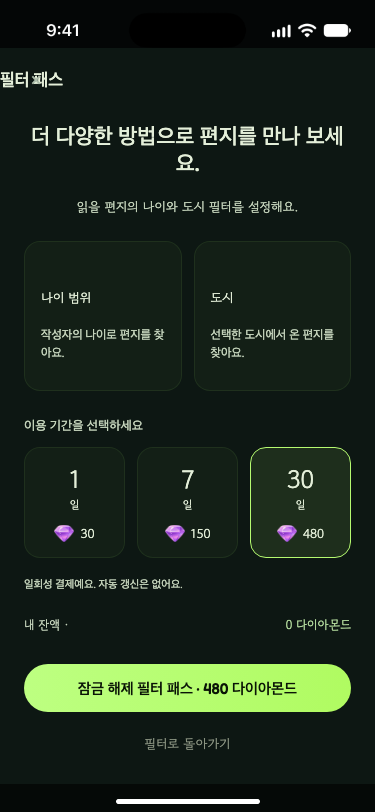 9:41
필터 패스
더 다양한 방법으로 편지를 만나 보세
요.
읽을 편지의 나이와 도시 필터를 설정해요.
나이 범위
작성자의 나이로 편지를 찾
아요.
도시
선택한 도시에서 온 편지를
찾아요.
이용 기간을 선택하세요
1
일
30
7
일
150
30
일
480
일회성 결제예요. 자동 갱신은 없어요.
내 잔액 · 0 다이아몬드
잠금 해제 필터 패스 · 480 다이아몬드
필터로 돌아가기